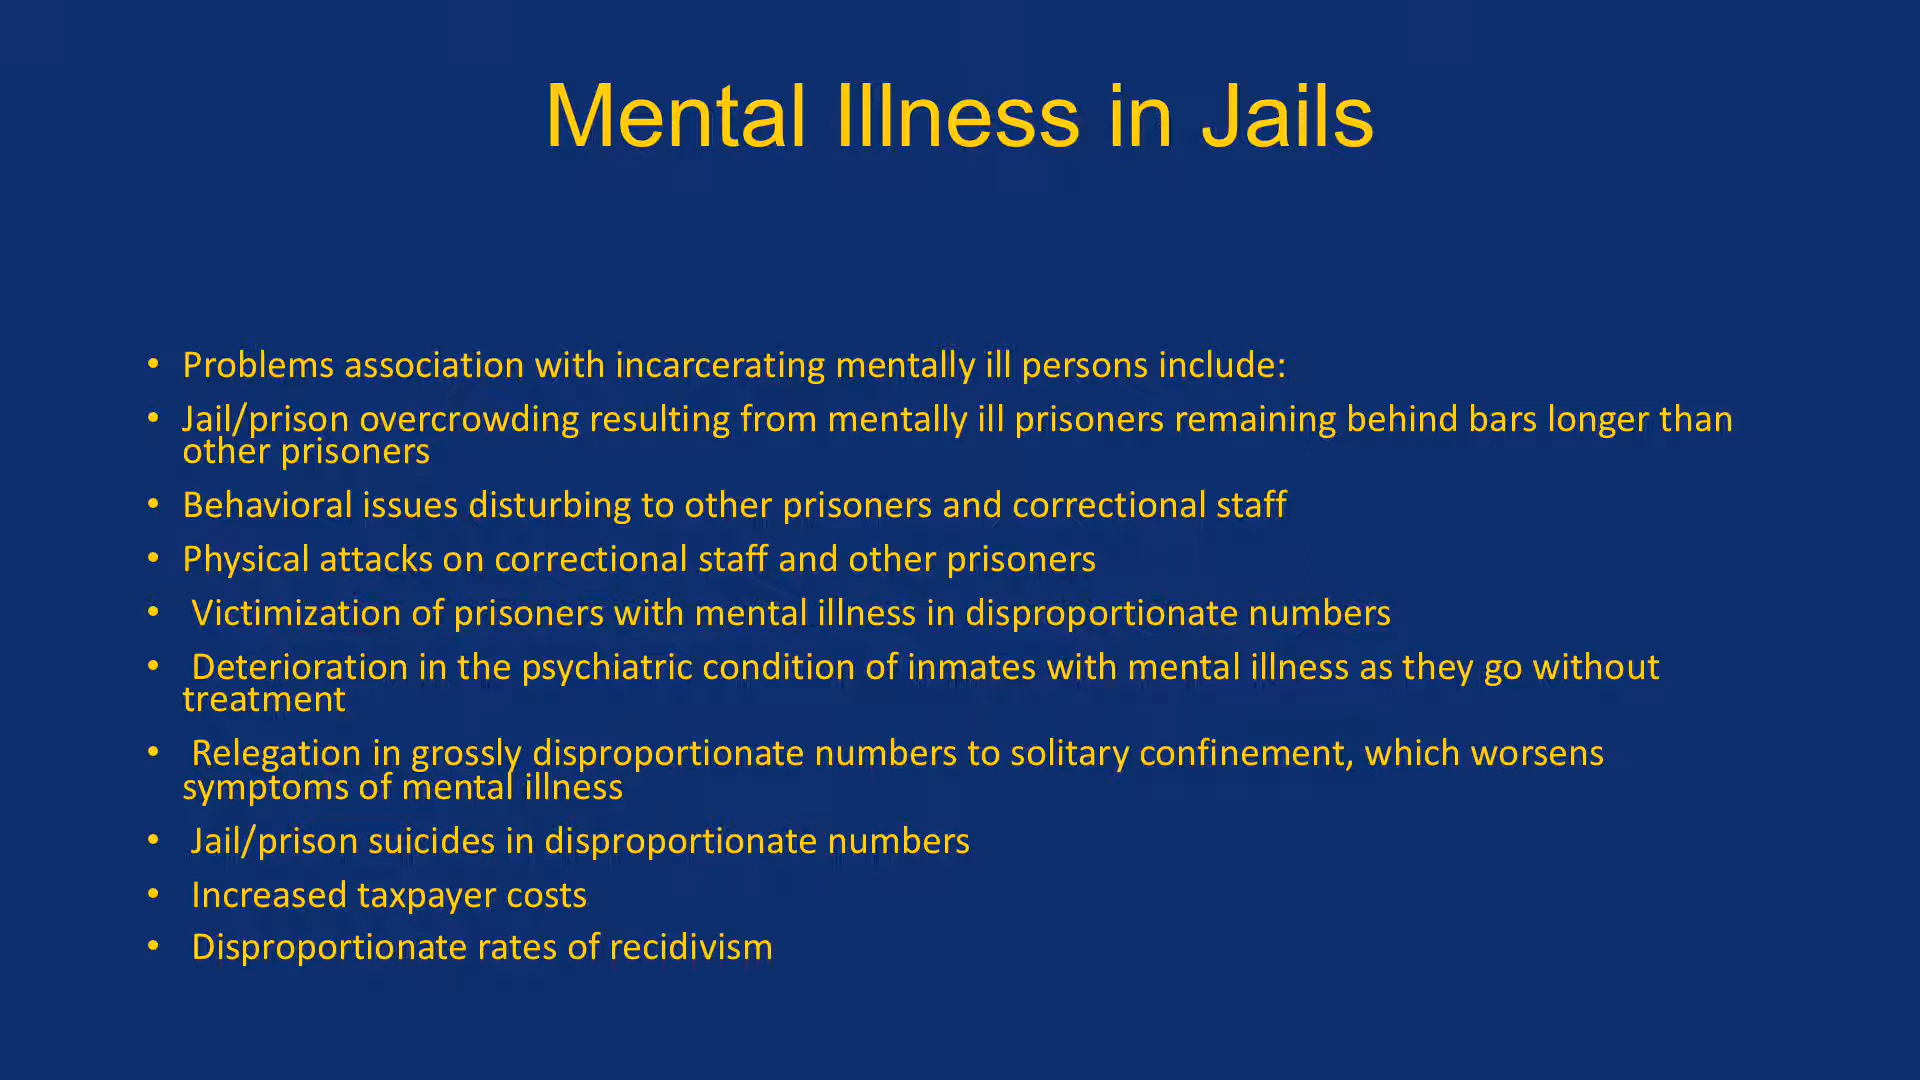 Mental Illness in Jails
• Problems association with incarcerating mentally ill persons include:
• Jail/prison overcrowding resulting from mentally ill prisoners remaining behind bars longer than
other prisoners
• Behavioral issues disturbing to other prisoners and correctional staff
• Physical attacks on correctional staff and other prisoners
• Victimization of prisoners with mental illness in disproportionate numbers
• Deterioration in the psychiatric condition of inmates with mental illness as they go without
treatment
• Relegation in grossly disproportionate numbers to solitary confinement, which worsens
symptoms of mental illness
• Jail/prison suicides in disproportionate numbers
• Increased taxpayer costs
• Disproportionate rates of recidivism